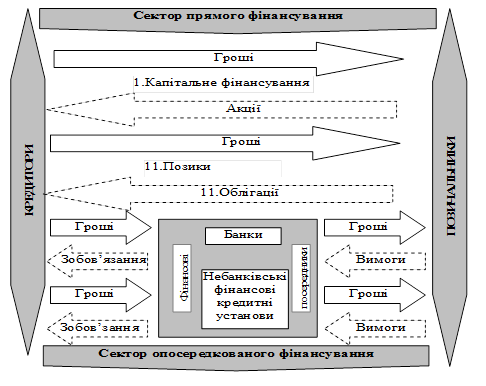 Сектор прямого фінансування
Гроші
1.Капітальне фінансування
Акції
Гроші
11.Позики
11.Облігації
КРЕДИТОРИ
ПОЗИЧАЛЬНИКИ
Гроші
Банки
Гроші
Зобов'язання
Вимоги
Фінансові
посередники
Небанківські
фінансові
кредитні
установи
Гроші
Гроші
Зобов'зання
Вимоги
Сектор опосередкованого фінансування